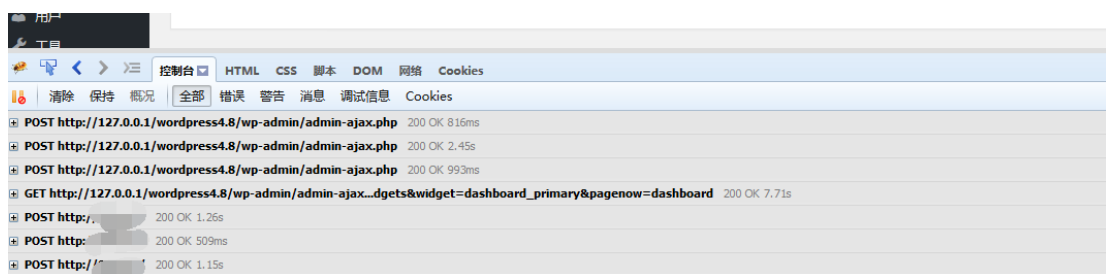 用户
工具
控制台 HTML CSS 脚本 DOM 网络 Cookies
清除 保持 概况 全部 错误 警告 消息 调试信息 Cookies
POST http://127.0.0.1/wordpress4.8/wp-admin/admin-ajax.php 200 OK 816ms
POST http://127.0.0.1/wordpress4.8/wp-admin/admin-ajax.php 200 OK 2.45s
POST http://127.0.0.1/wordpress4.8/wp-admin/admin-ajax.php 200 OK 993ms
GET http://127.0.0.1/wordpress4.8/wp-admin/admin-ajax...dgets&widget=dashboard_primary&pagenow=dashboard 200 OK 7.71s
POST http:/ 200 OK 1.26s
POST http: 200 OK 509ms
POST http:/ 200 OK 1.15s